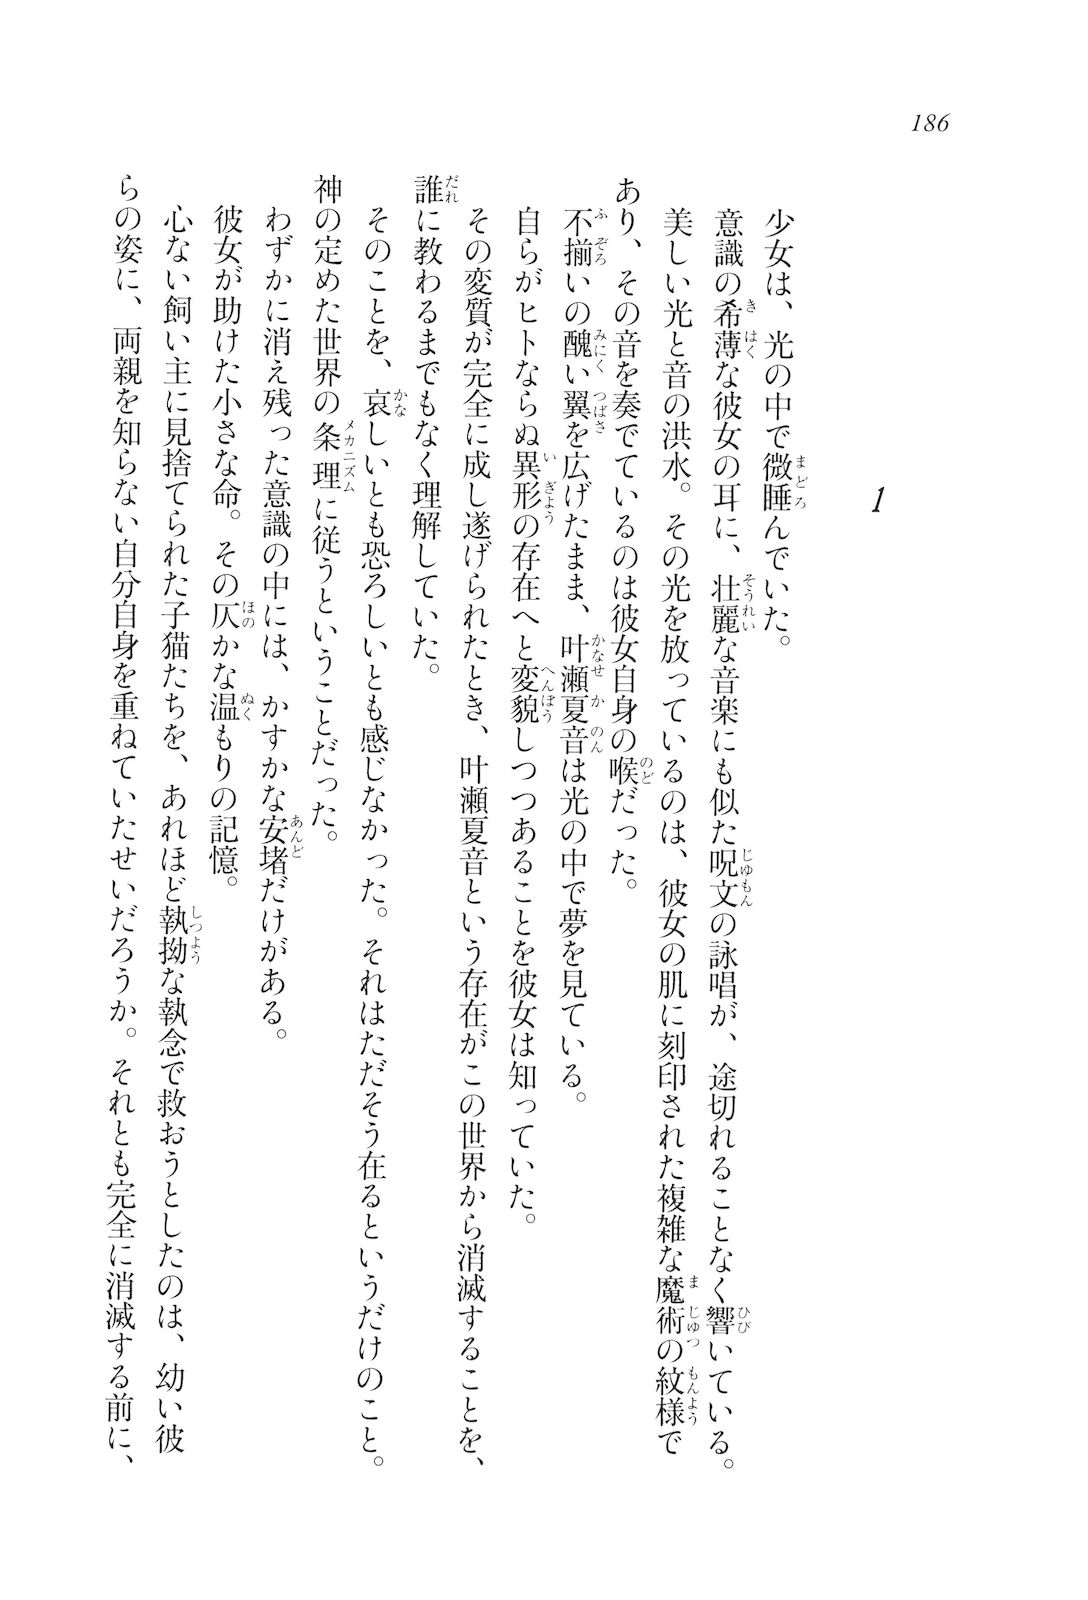 186
1
少女は、光の中で微睡んでいた。
意識の希薄な彼女の耳に、壮麗な音楽にも似た呪文の詠唱が、途切れることなく響いている。
美しい光と音の洪水。その光を放っているのは、彼女の肌に刻印された複雑な魔術の紋様で
あり、その音を奏でているのは彼女自身の喉だった。
不揃いの醜い翼を広げたまま、叶瀬夏音は光の中で夢を見ている。
自らがヒトならぬ異形の存在へと変貌しつつあることを彼女は知っていた。
その変質が完全に成し遂げられたとき、叶瀬夏音という存在がこの世界から消滅することを、
誰に教わるまでもなく理解していた。
そのことを、哀しいとも恐ろしいとも感じなかった。それはただそう在るというだけのこと。
神の定めた世界の条理に従うということだった。
わずかに消え残った意識の中には、かすかな安堵だけがある。
彼女が助けた小さな命。その仄かな温もりの記憶。
心ない飼い主に見捨てられた子猫たちを、あれほど執拗な執念で救おうとしたのは、幼い彼
らの姿に、両親を知らない自分自身を重ねていたせいだろうか。それとも完全に消滅する前に、